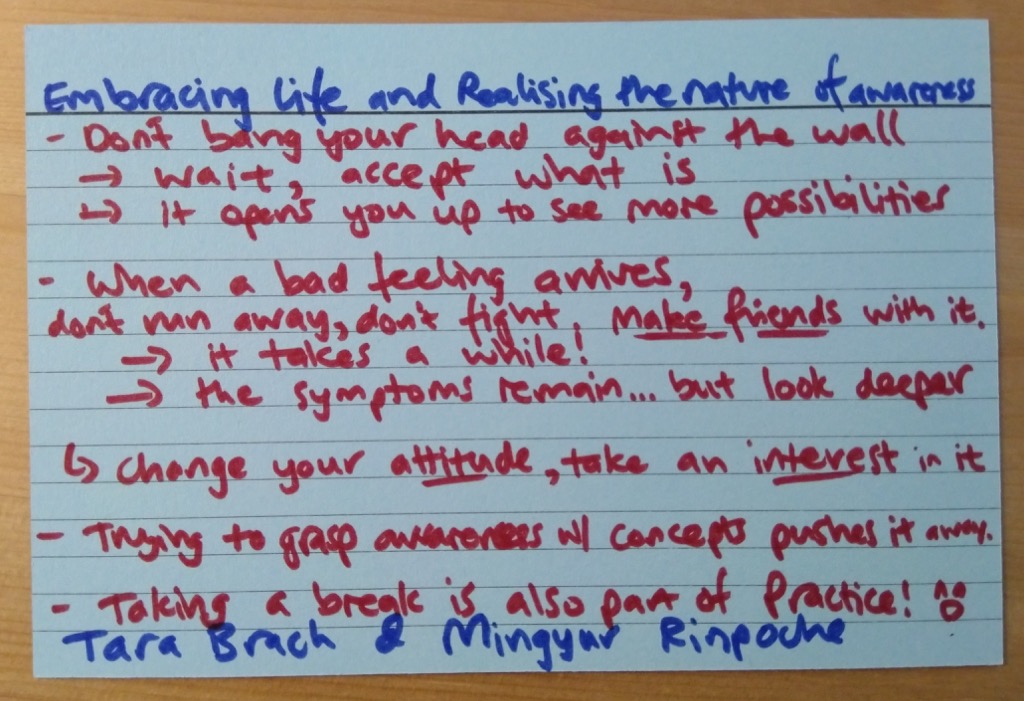 Embracing Life and Realising the nature of awareness
- Don't bang your head against the wall
→ wait, accept what is
↳ it opens you up to see more possibilities
- When a bad feeling arrives,
don't run away, don't fight, make friends with it.
→ it takes a while!
→ the symptoms remain... but look deeper
↳ change your attitude, take an interest in it
- Trying to grasp awareness w/ concepts pushes it away.
- Taking a break is also part of Practice!
Tara Brach & Mingyur Rinpoche